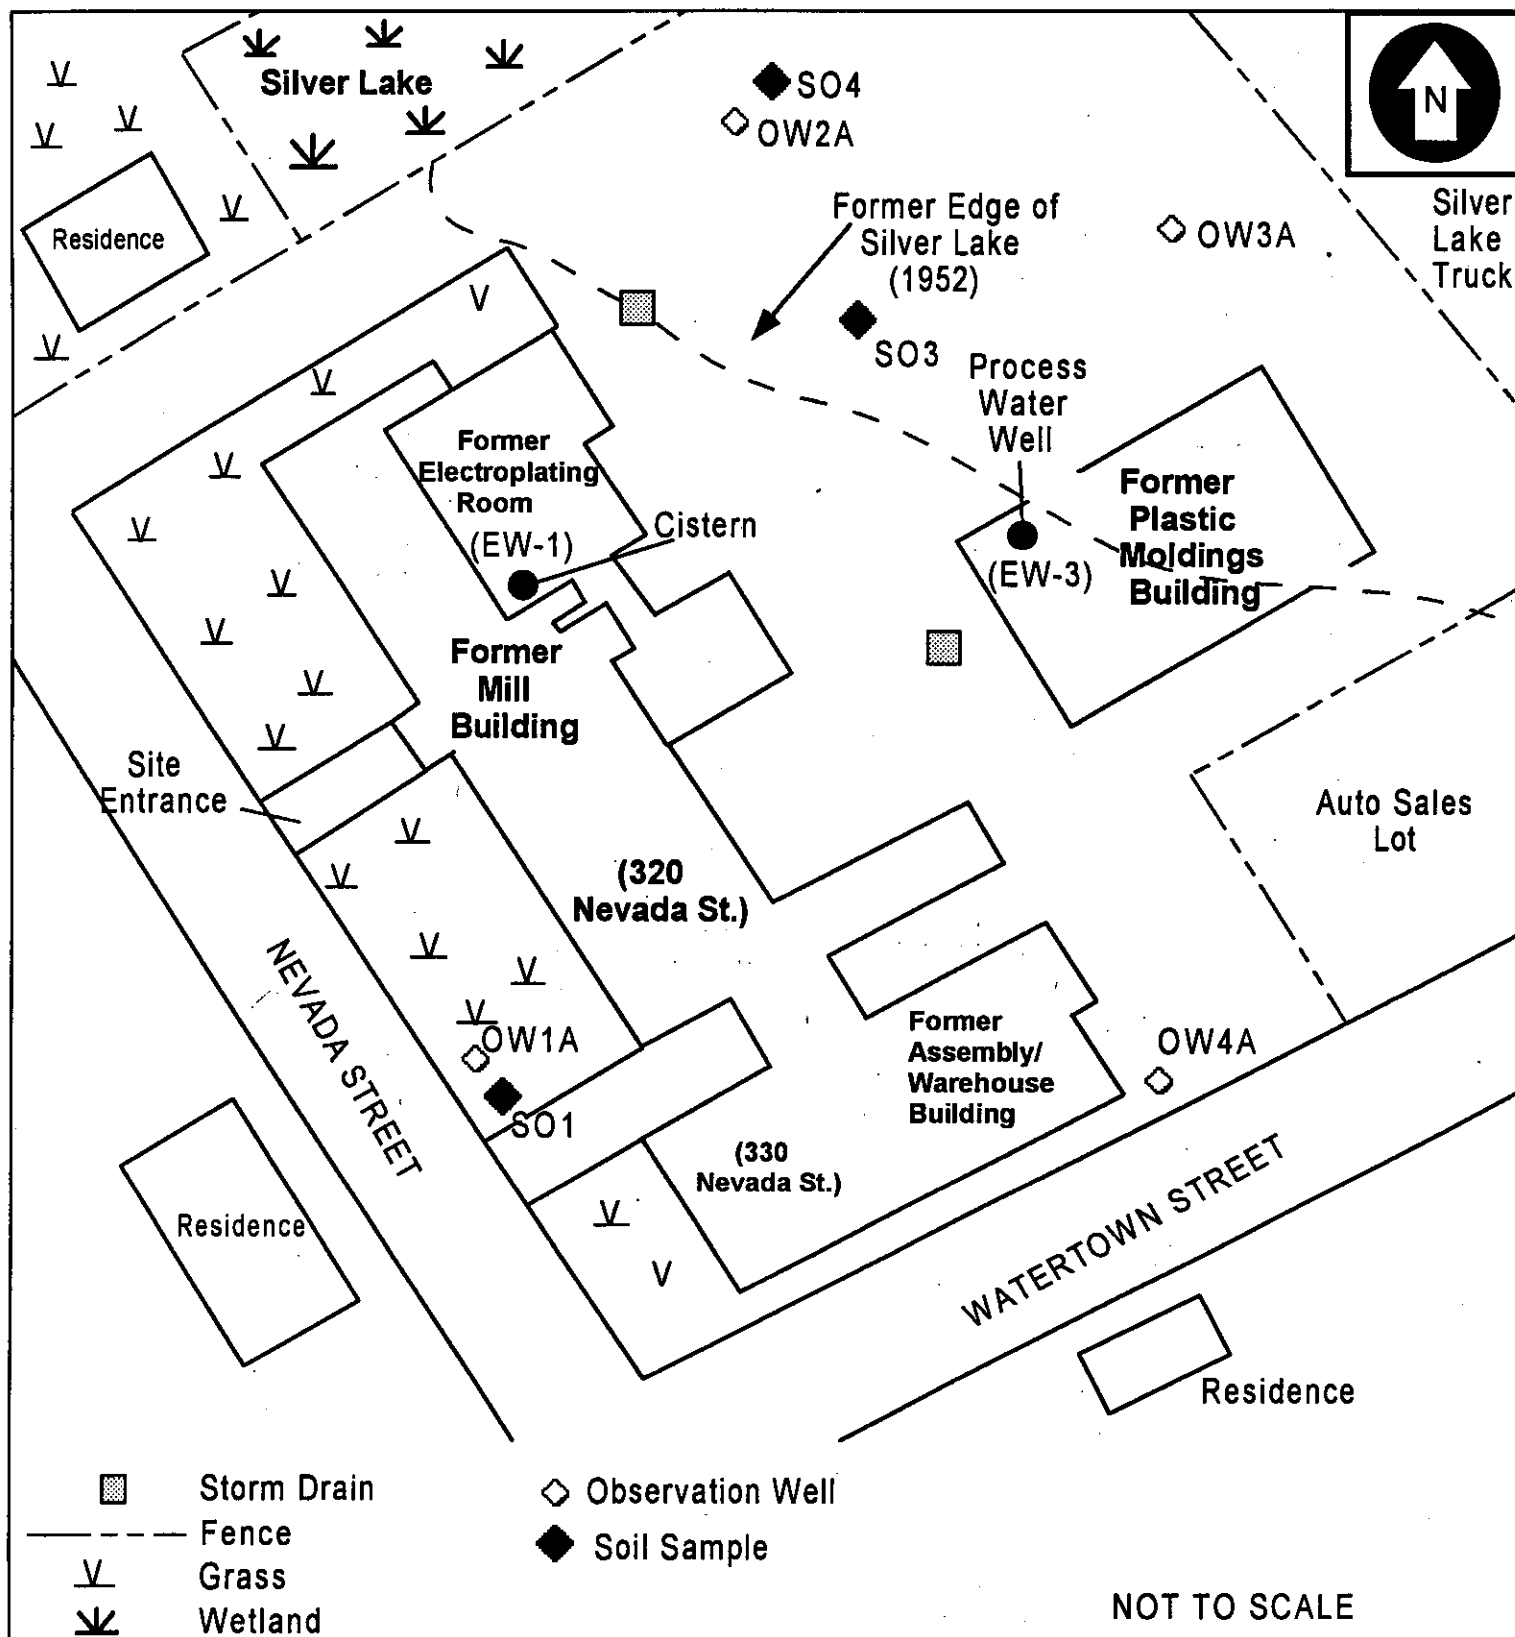 Silver Lake
SO4
OW2A
N
Silver
Lake
Truck
Residence
Former Edge of
Silver Lake
(1952)
OW3A
SO3
Process
Water
Well
Former
Electroplating
Room
(EW-1)
Cistern
Former
Plastic
Moldings
Building
(EW-3)
Former
Mill
Building
Site
Entrance
Auto Sales
Lot
(320
Nevada St.)
NEVADA STREET
OW1A
SO1
Former
Assembly/
Warehouse
Building
OW4A
(330
Nevada St.)
Residence
WATERTOWN STREET
Residence
Storm Drain
Fence
Grass
Wetland
Observation Well
Soil Sample
NOT TO SCALE